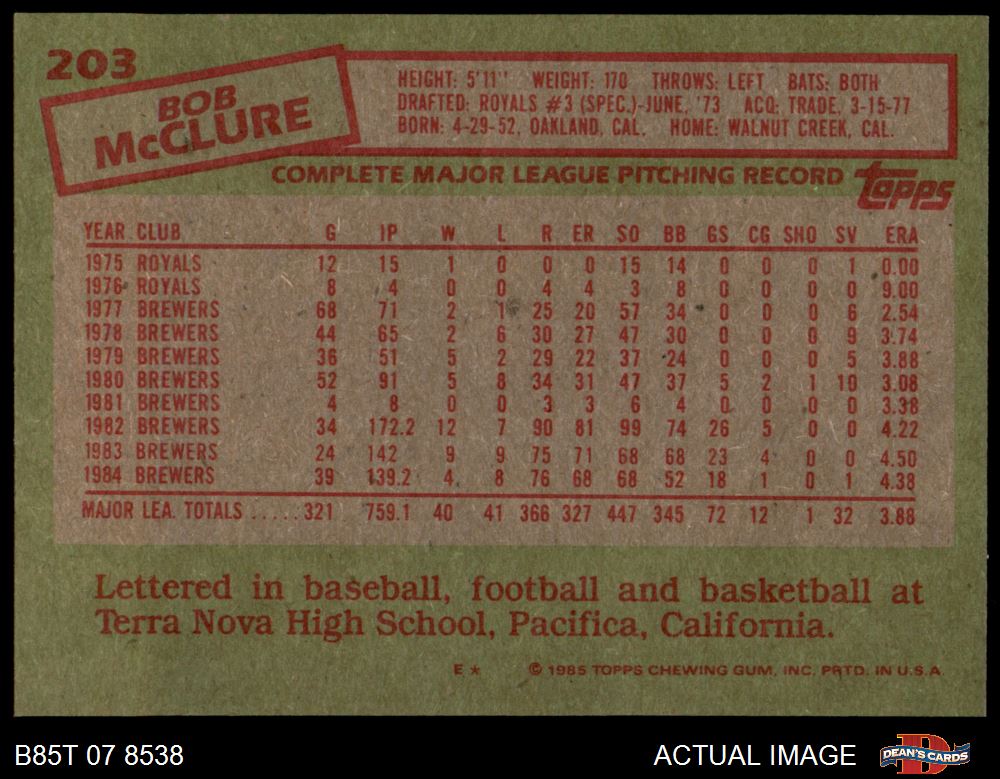 203
BOB
McCLURE
HEIGHT: 5'11" WEIGHT: 170 THROWS: LEFT BATS: BOTH
DRAFTED: ROYALS #3 (SPEC.)-JUNE, '73 ACQ: TRADE, 3-15-77
BORN: 4-29-52, OAKLAND, CAL. HOME: WALNUT CREEK, CAL.
COMPLETE MAJOR LEAGUE PITCHING RECORD topps
YEAR CLUB G IP W L R ER SO BB GS CG SHO SV ERA
1975 ROYALS 12 15 1 0 0 0 15 14 0 0 0 1 0.00
1976 ROYALS 8 4 0 0 4 4 3 8 0 0 0 0 9.00
1977 BREWERS 68 71 2 1 25 20 57 34 0 0 0 6 2.54
1978 BREWERS 44 65 2 6 30 27 47 30 0 0 0 9 3.74
1979 BREWERS 36 51 5 2 29 22 37 24 0 0 0 5 3.88
1980 BREWERS 52 91 5 8 34 31 47 37 5 2 1 10 3.08
1981 BREWERS 4 8 0 0 3 3 6 4 0 0 0 0 3.38
1982 BREWERS 34 172.2 12 7 90 81 99 74 26 5 0 0 4.22
1983 BREWERS 24 142 9 9 75 71 68 68 23 4 0 0 4.50
1984 BREWERS 39 139.2 4 8 76 68 68 52 18 1 0 1 4.38
MAJOR LEA. TOTALS ..... 321 759.1 40 41 366 327 447 345 72 12 1 32 3.88
Lettered in baseball, football and basketball at
Terra Nova High School, Pacifica, California.
E* © 1985 TOPPS CHEWING GUM, INC. PRTD. IN U.S.A.
B85T 07 8538 ACTUAL IMAGE DEAN'S CARDS